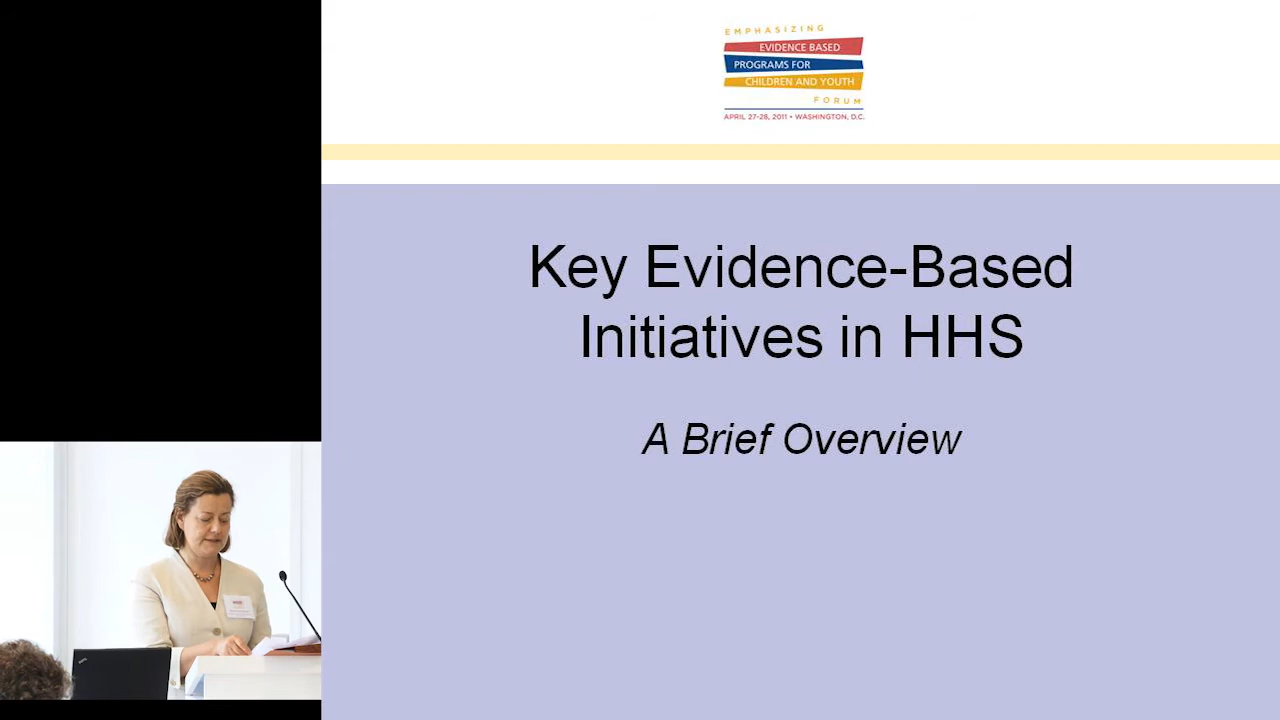 EMPHASIZING
EVIDENCE BASED
PROGRAMS FOR
CHILDREN AND YOUTH
FORUM
APRIL 27-28, 2011 • WASHINGTON, D.C.
Key Evidence-Based
Initiatives in HHS
A Brief Overview